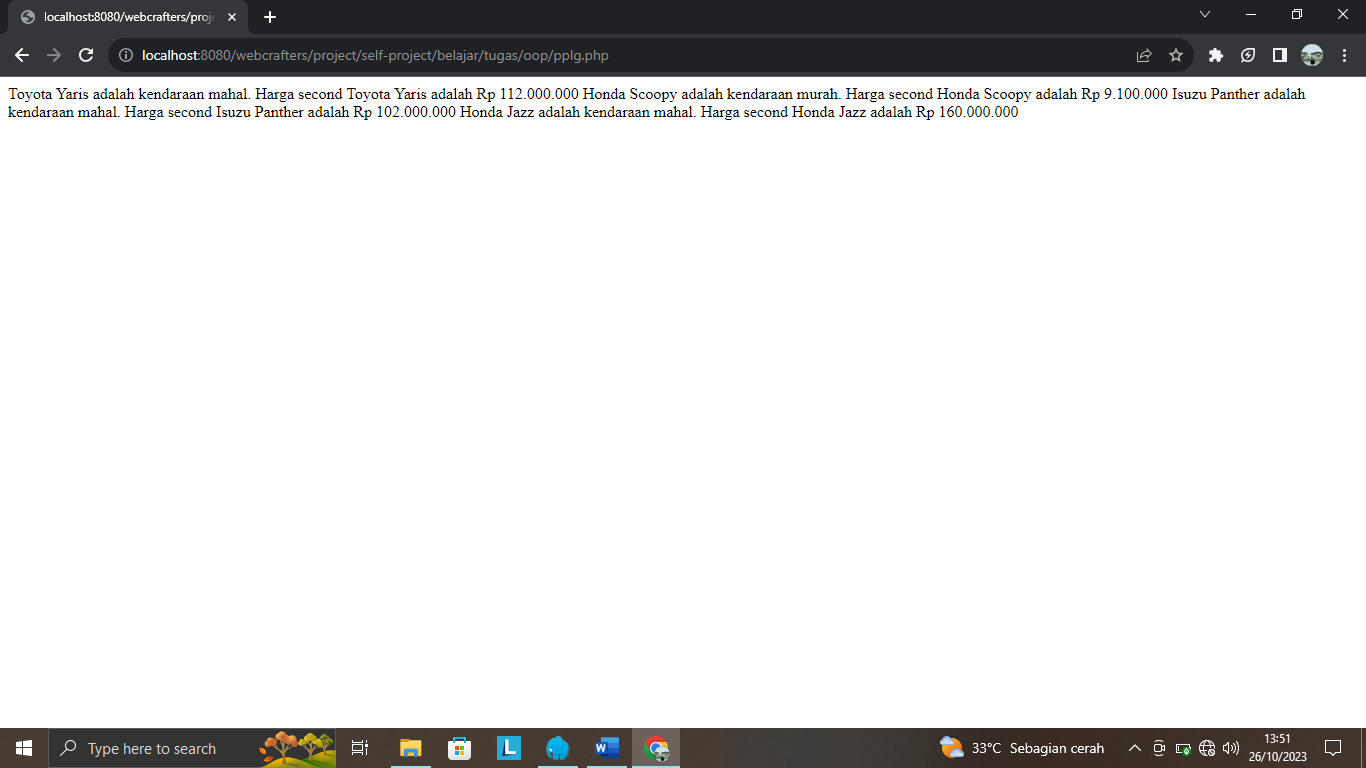 localhost:8080/webcrafters/proje
localhost:8080/webcrafters/project/self-project/belajar/tugas/oop/pplg.php
Toyota Yaris adalah kendaraan mahal. Harga second Toyota Yaris adalah Rp 112.000.000 Honda Scoopy adalah kendaraan murah. Harga second Honda Scoopy adalah Rp 9.100.000 Isuzu Panther adalah
kendaraan mahal. Harga second Isuzu Panther adalah Rp 102.000.000 Honda Jazz adalah kendaraan mahal. Harga second Honda Jazz adalah Rp 160.000.000
Type here to search
L
W
33°C Sebagian cerah
13:51
26/10/2023